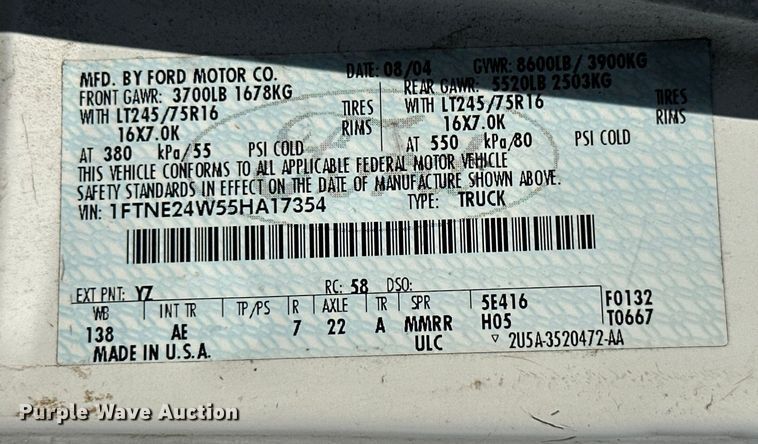 MFD. BY FORD MOTOR CO. DATE: 08/04 GVWR: 8600LB / 3900KG
FRONT GAWR: 3700LB 1678KG REAR GAWR: 5520LB 2503KG
WITH LT245/75R16 TIRES WITH LT245/75R16 TIRES
16X7.0K RIMS 16X7.0K RIMS
AT 380 kPa/55 PSI COLD AT 550 kPa/80 PSI COLD
THIS VEHICLE CONFORMS TO ALL APPLICABLE FEDERAL MOTOR VEHICLE
SAFETY STANDARDS IN EFFECT ON THE DATE OF MANUFACTURE SHOWN ABOVE.
VIN: 1FTNE24W55HA17354 TYPE: TRUCK
EXT PNT: YZ RC: 58 DSO:
WB INT TR TP/PS R AXLE TR SPR 5E416 F0132
138 AE 7 22 A MMRR H05 T0667
MADE IN U.S.A. ULC ▽ 2U5A-3520472-AA
Purple Wave Auction